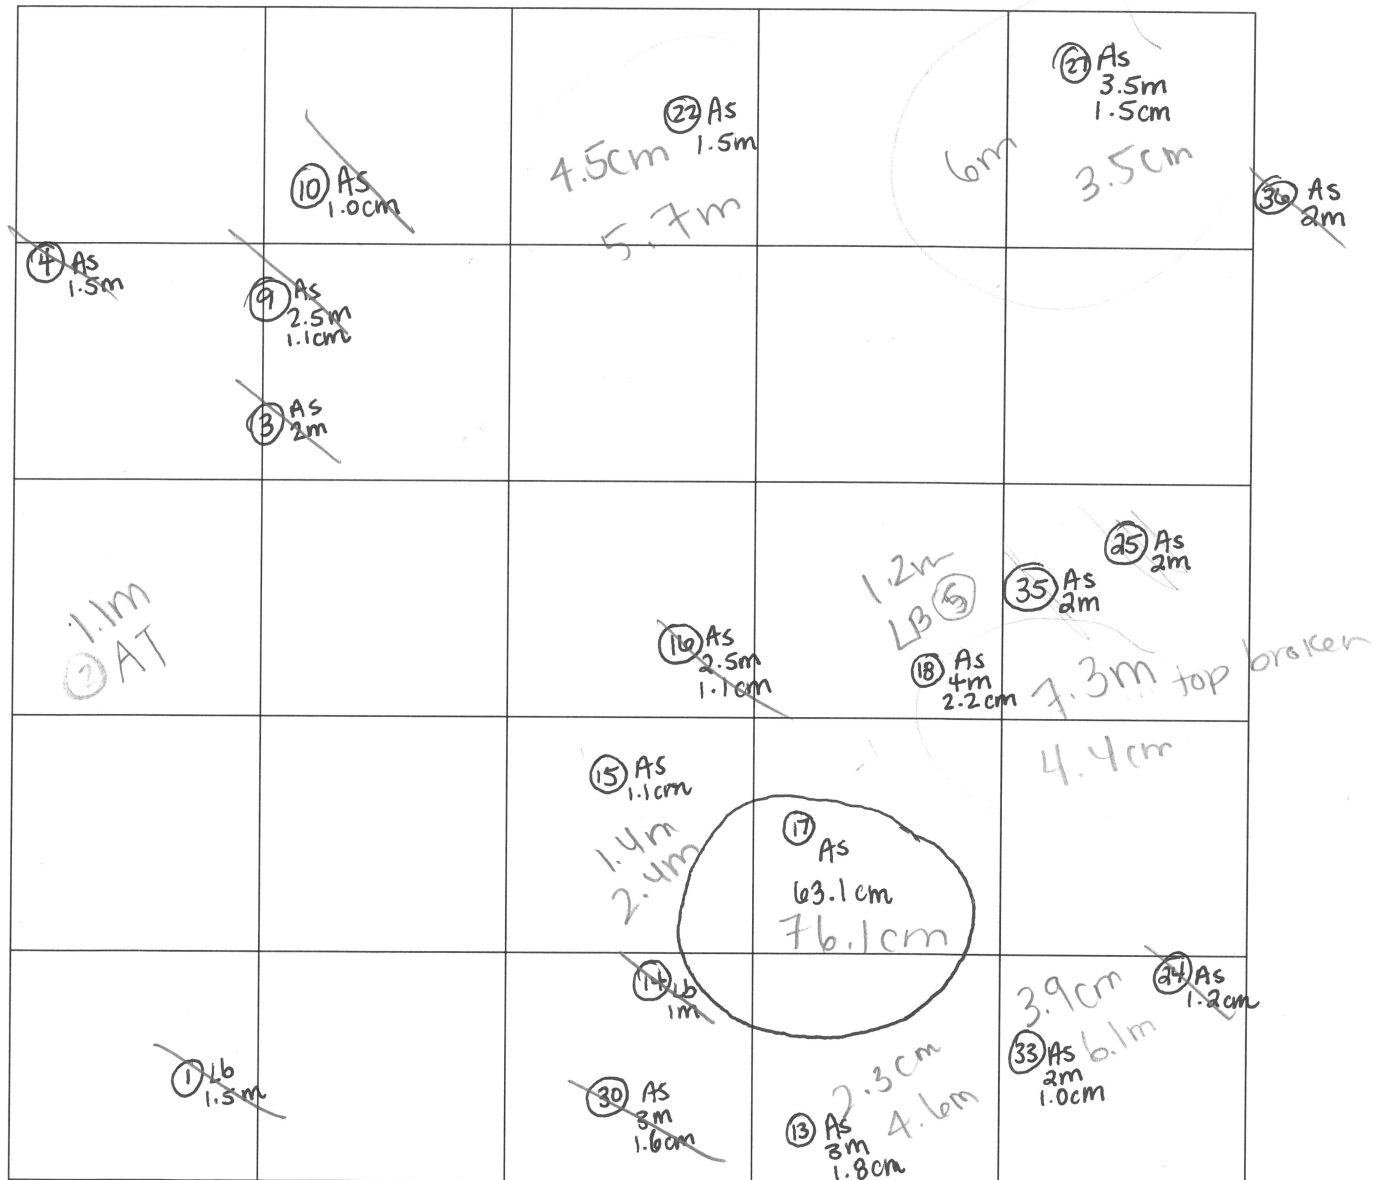 27 As
3.5m
1.5cm
6m
3.5cm
22 As
1.5m
4.5cm
5.7m
10 As
1.0cm
36 As
2m
4 As
1.5m
9 As
2.5m
1.1cm
3 As
2m
25 As
2m
35 As
2m
1.2m
LB 5
1.1m
2 AT
16 As
2.5m
1.1cm
18 As
4m
2.2cm
7.3m top broken
4.4cm
15 As
1.1cm
1.4m
2.4m
17
As
63.1cm
76.1cm
14 Lb
1m
24 As
1.2cm
3.9cm
6.1m
33 As
2m
1.0cm
1 Lb
1.5m
30 As
3m
1.6cm
2.3cm
4.6m
13 As
3m
1.8cm